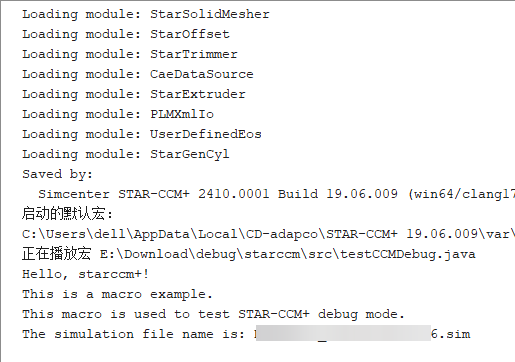 Loading module: StarSolidMesher
Loading module: StarOffset
Loading module: StarTrimmer
Loading module: CaeDataSource
Loading module: StarExtruder
Loading module: PLMXmlIo
Loading module: UserDefinedEos
Loading module: StarGenCyl
Saved by:
Simcenter STAR-CCM+ 2410.0001 Build 19.06.009 (win64/clang17
启动的默认宏:
C:\Users\dell\AppData\Local\CD-adapco\STAR-CCM+ 19.06.009\var\
正在播放宏 E:\Download\debug\starccm\src\testCCMDebug.java
Hello, starccm+!
This is a macro example.
This macro is used to test STAR-CCM+ debug mode.
The simulation file name is: 6.sim